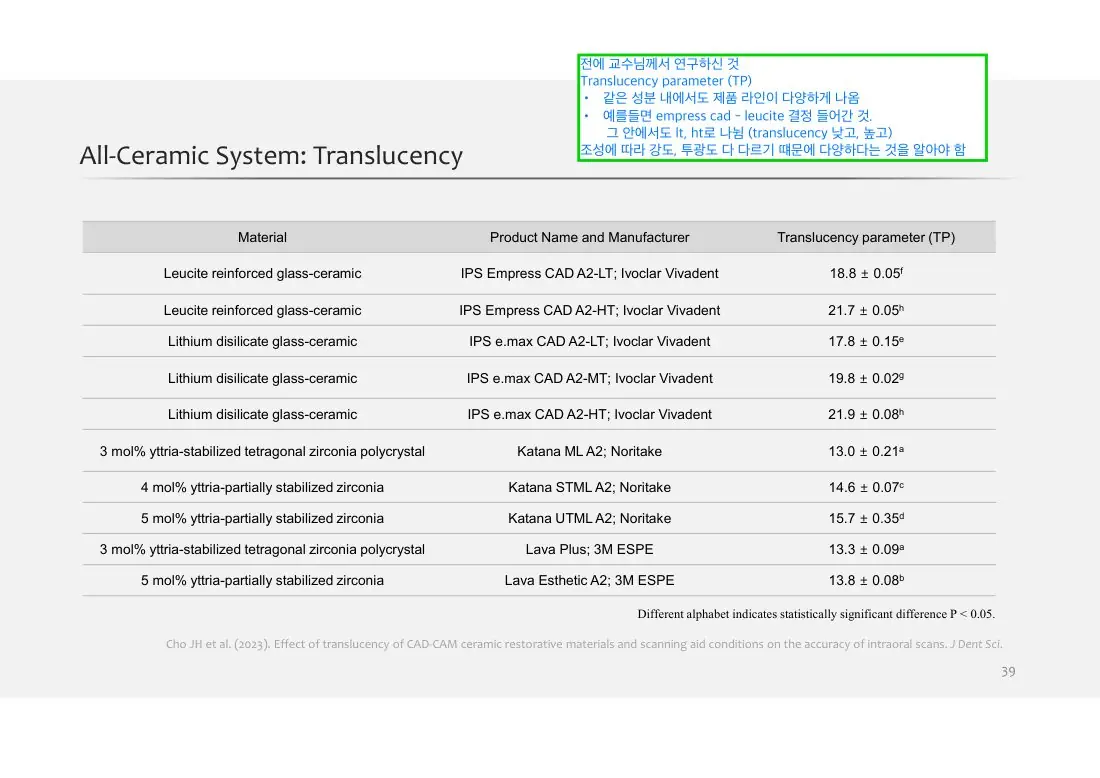 전에 교수님께서 연구하신 것
Translucency parameter (TP)
• 같은 성분 내에서도 제품 라인이 다양하게 나옴
• 예를들면 empress cad – leucite 결정 들어간 것.
그 안에서도 lt, ht로 나뉨 (translucency 낮고, 높고)
조성에 따라 강도, 투광도 다 다르기 떄문에 다양하다는 것을 알아야 함
All-Ceramic System: Translucency
Material Product Name and Manufacturer Translucency parameter (TP)
Leucite reinforced glass-ceramic IPS Empress CAD A2-LT; Ivoclar Vivadent 18.8 ± 0.05ᶠ
Leucite reinforced glass-ceramic IPS Empress CAD A2-HT; Ivoclar Vivadent 21.7 ± 0.05ʰ
Lithium disilicate glass-ceramic IPS e.max CAD A2-LT; Ivoclar Vivadent 17.8 ± 0.15ᵉ
Lithium disilicate glass-ceramic IPS e.max CAD A2-MT; Ivoclar Vivadent 19.8 ± 0.02ᵍ
Lithium disilicate glass-ceramic IPS e.max CAD A2-HT; Ivoclar Vivadent 21.9 ± 0.08ʰ
3 mol% yttria-stabilized tetragonal zirconia polycrystal Katana ML A2; Noritake 13.0 ± 0.21ᵃ
4 mol% yttria-partially stabilized zirconia Katana STML A2; Noritake 14.6 ± 0.07ᶜ
5 mol% yttria-partially stabilized zirconia Katana UTML A2; Noritake 15.7 ± 0.35ᵈ
3 mol% yttria-stabilized tetragonal zirconia polycrystal Lava Plus; 3M ESPE 13.3 ± 0.09ᵃ
5 mol% yttria-partially stabilized zirconia Lava Esthetic A2; 3M ESPE 13.8 ± 0.08ᵇ
Different alphabet indicates statistically significant difference P < 0.05.
Cho JH et al. (2023). Effect of translucency of CAD-CAM ceramic restorative materials and scanning aid conditions on the accuracy of intraoral scans. J Dent Sci.
39